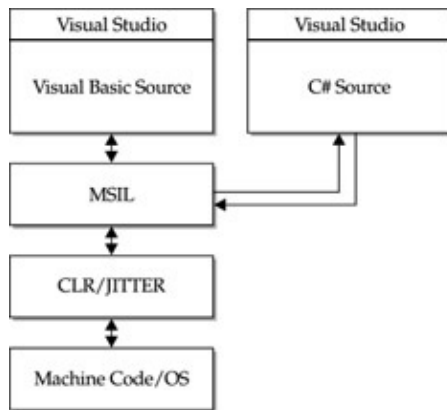 Visual Studio
Visual Basic Source
Visual Studio
C# Source
MSIL
CLR/JITTER
Machine Code/OS